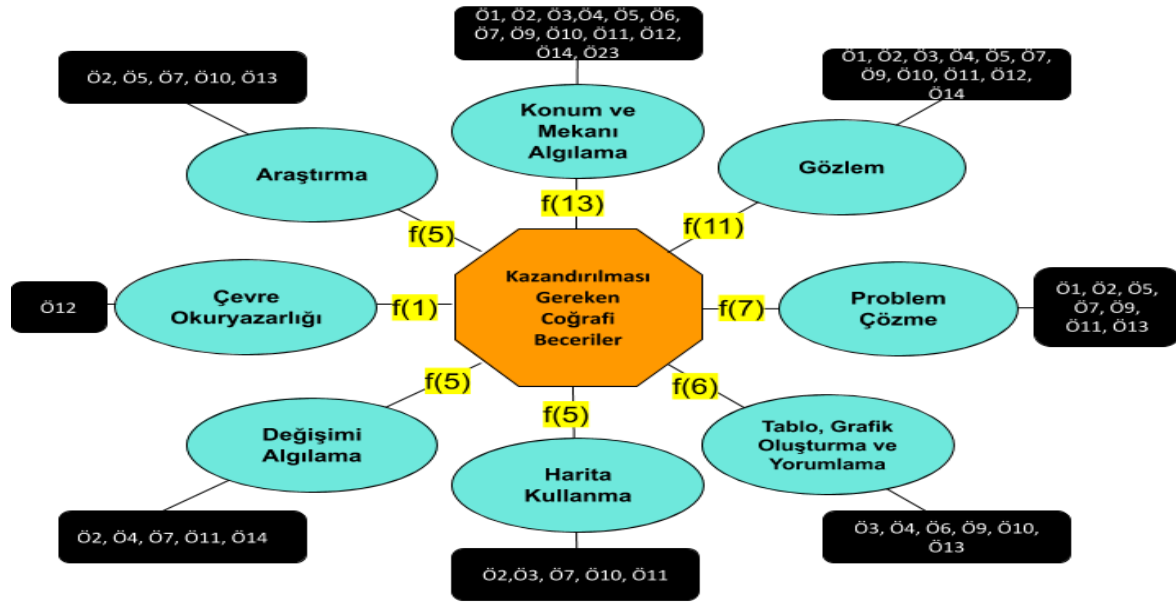 Ö1, Ö2, Ö3,Ö4, Ö5, Ö6,
Ö7, Ö9, Ö10, Ö11, Ö12,
Ö14, Ö23
Ö2, Ö5, Ö7, Ö10, Ö13
Ö1, Ö2, Ö3, Ö4, Ö5, Ö7,
Ö9, Ö10, Ö11, Ö12,
Ö14
Konum ve
Mekanı
Algılama
Araştırma
Gözlem
f(13)
f(5)
f(11)
Kazandırılması
Gereken
Coğrafi
Beceriler
Ö12
Çevre
Okuryazarlığı
f(1)
f(7)
Problem
Çözme
Ö1, Ö2, Ö5,
Ö7, Ö9,
Ö11, Ö13
f(5)
f(5)
f(6)
Değişimi
Algılama
Harita
Kullanma
Tablo, Grafik
Oluşturma ve
Yorumlama
Ö2, Ö4, Ö7, Ö11, Ö14
Ö2,Ö3, Ö7, Ö10, Ö11
Ö3, Ö4, Ö6, Ö9, Ö10,
Ö13